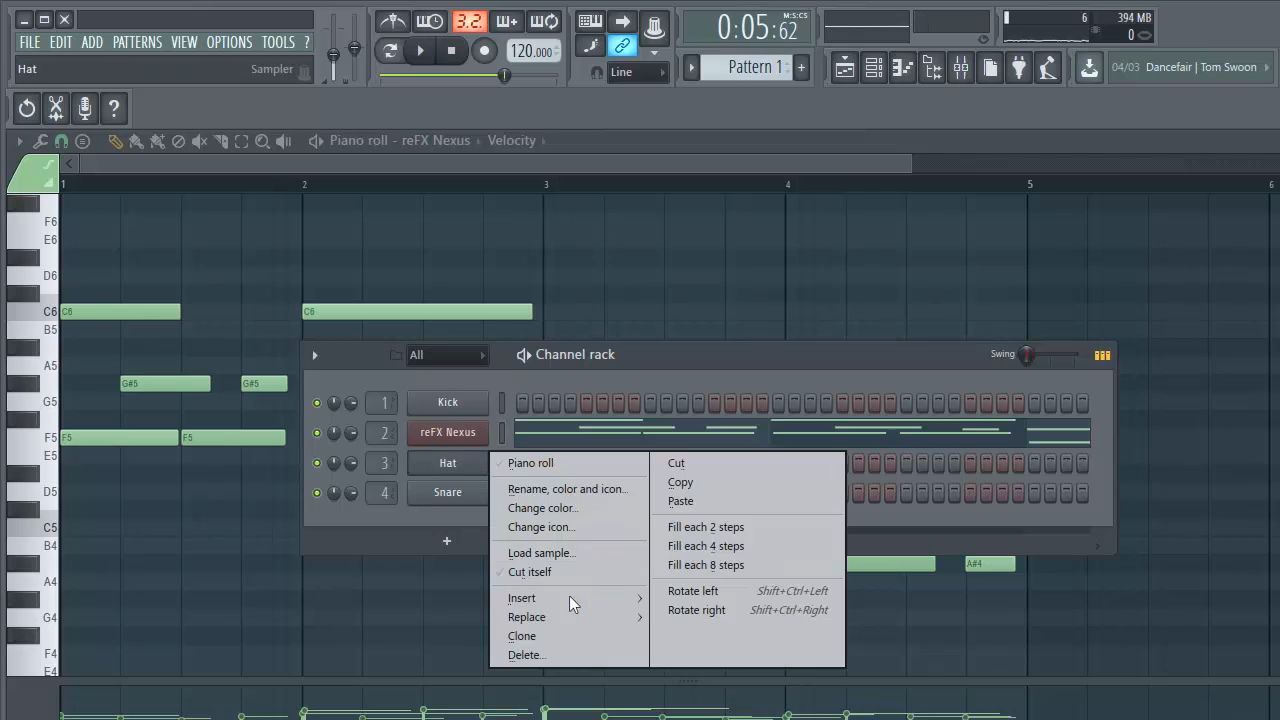 3.2.
0:05:62
M:S:CS
6
394 MB
0
FILE EDIT ADD PATTERNS VIEW OPTIONS TOOLS ?
120.000
Hat
Sampler
Line
Pattern 1
+
04/03 Dancefair | Tom Swoon
?
Piano roll - reFX Nexus
Velocity
1 2 3 4 5 6
F6
E6
D6
C6
C6
C6
B5
A5
G#5
G#5
G5
F5
F5
F5
E5
D5
C5
B4
A4
A#4
G4
F4
E4
All
Channel rack
Swing
1
Kick
2
reFX Nexus
3
Hat
4
Snare
+
Piano roll
Rename, color and icon...
Change color...
Change icon...
Load sample...
Cut itself
Insert
Replace
Clone
Delete...
Cut
Copy
Paste
Fill each 2 steps
Fill each 4 steps
Fill each 8 steps
Rotate left Shift+Ctrl+Left
Rotate right Shift+Ctrl+Right